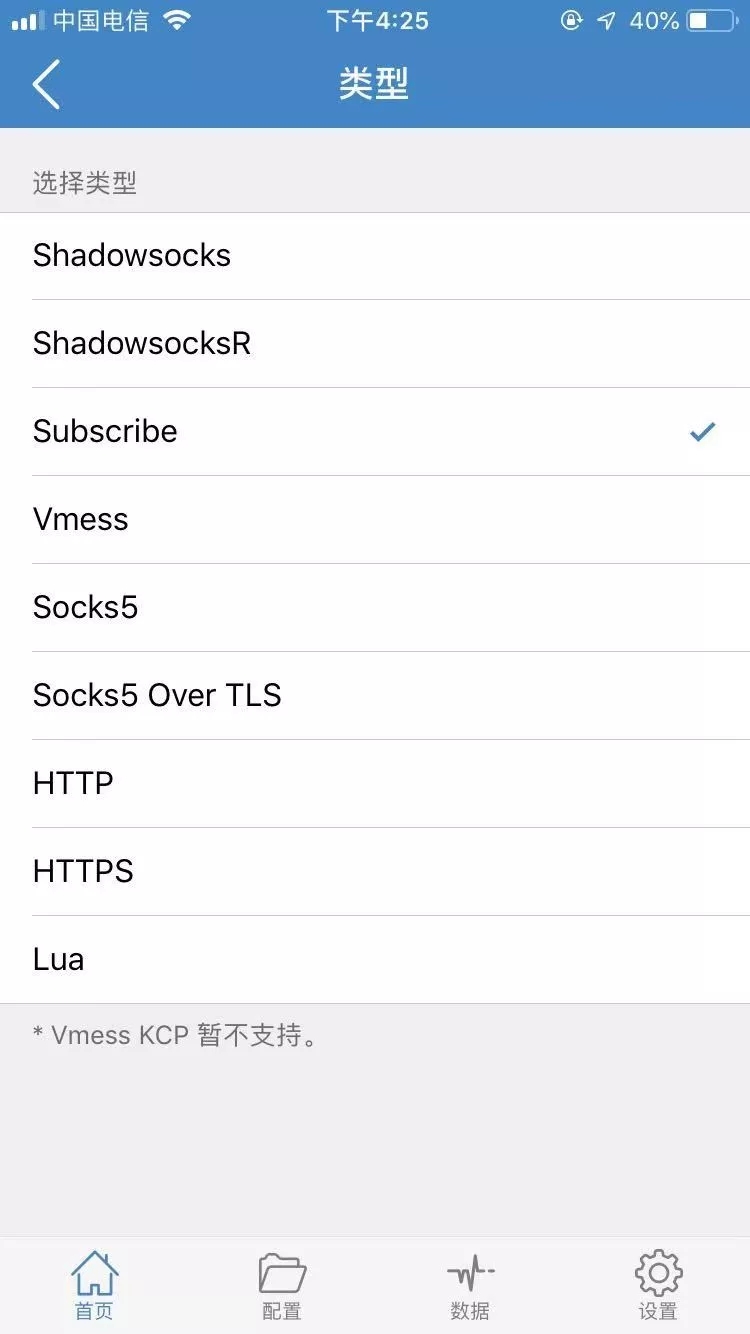 中国电信
下午4:25
40%
类型
选择类型
Shadowsocks
ShadowsocksR
Subscribe
Vmess
Socks5
Socks5 Over TLS
HTTP
HTTPS
Lua
* Vmess KCP 暂不支持。
首页
配置
数据
设置